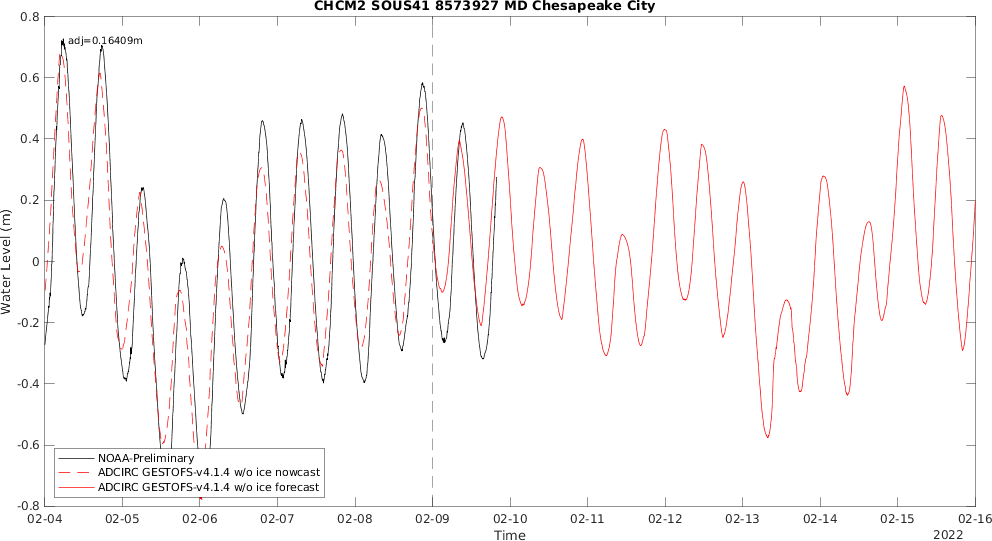 CHCM2 SOUS41 8573927 MD Chesapeake City
adj=0.16409m
Water Level (m)
0.8
0.6
0.4
0.2
0
-0.2
-0.4
-0.6
-0.8
NOAA-Preliminary
ADCIRC GESTOFS-v4.1.4 w/o ice nowcast
ADCIRC GESTOFS-v4.1.4 w/o ice forecast
02-04 02-05 02-06 02-07 02-08 02-09 02-10 02-11 02-12 02-13 02-14 02-15 02-16
Time
2022